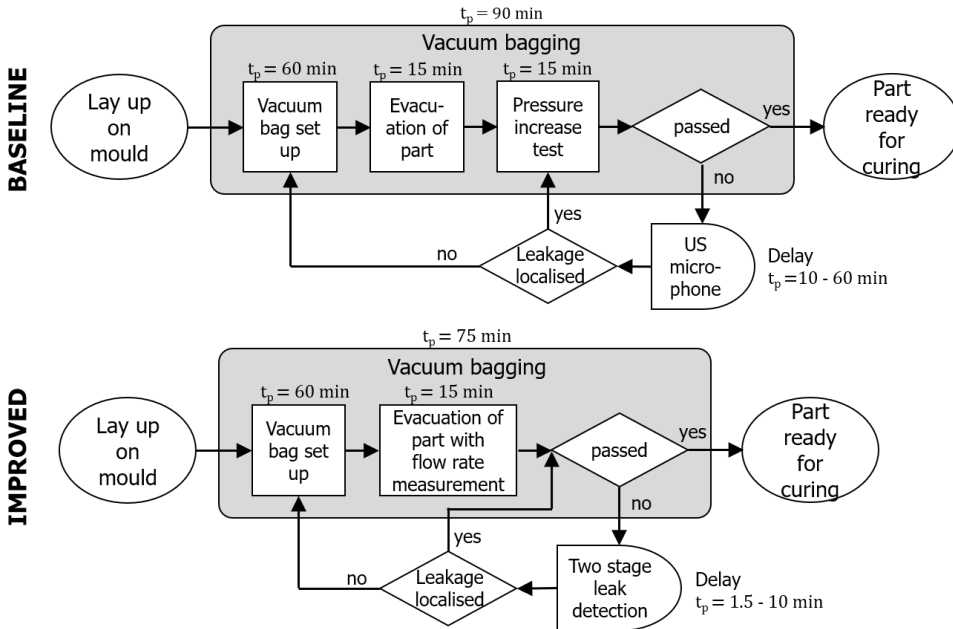 BASELINE
t_p = 90 min
Vacuum bagging
Lay up
on
mould
t_p = 60 min
Vacuum
bag set
up
t_p = 15 min
Evacu-
ation of
part
t_p = 15 min
Pressure
increase
test
passed
yes
Part
ready
for
curing
no
US
micro-
phone
Delay
t_p =10 - 60 min
Leakage
localised
yes
no
IMPROVED
t_p = 75 min
Vacuum bagging
Lay up
on
mould
t_p = 60 min
Vacuum
bag set
up
t_p = 15 min
Evacuation of
part with
flow rate
measurement
passed
yes
Part
ready
for
curing
no
Two stage
leak
detection
Delay
t_p = 1.5 - 10 min
Leakage
localised
yes
no